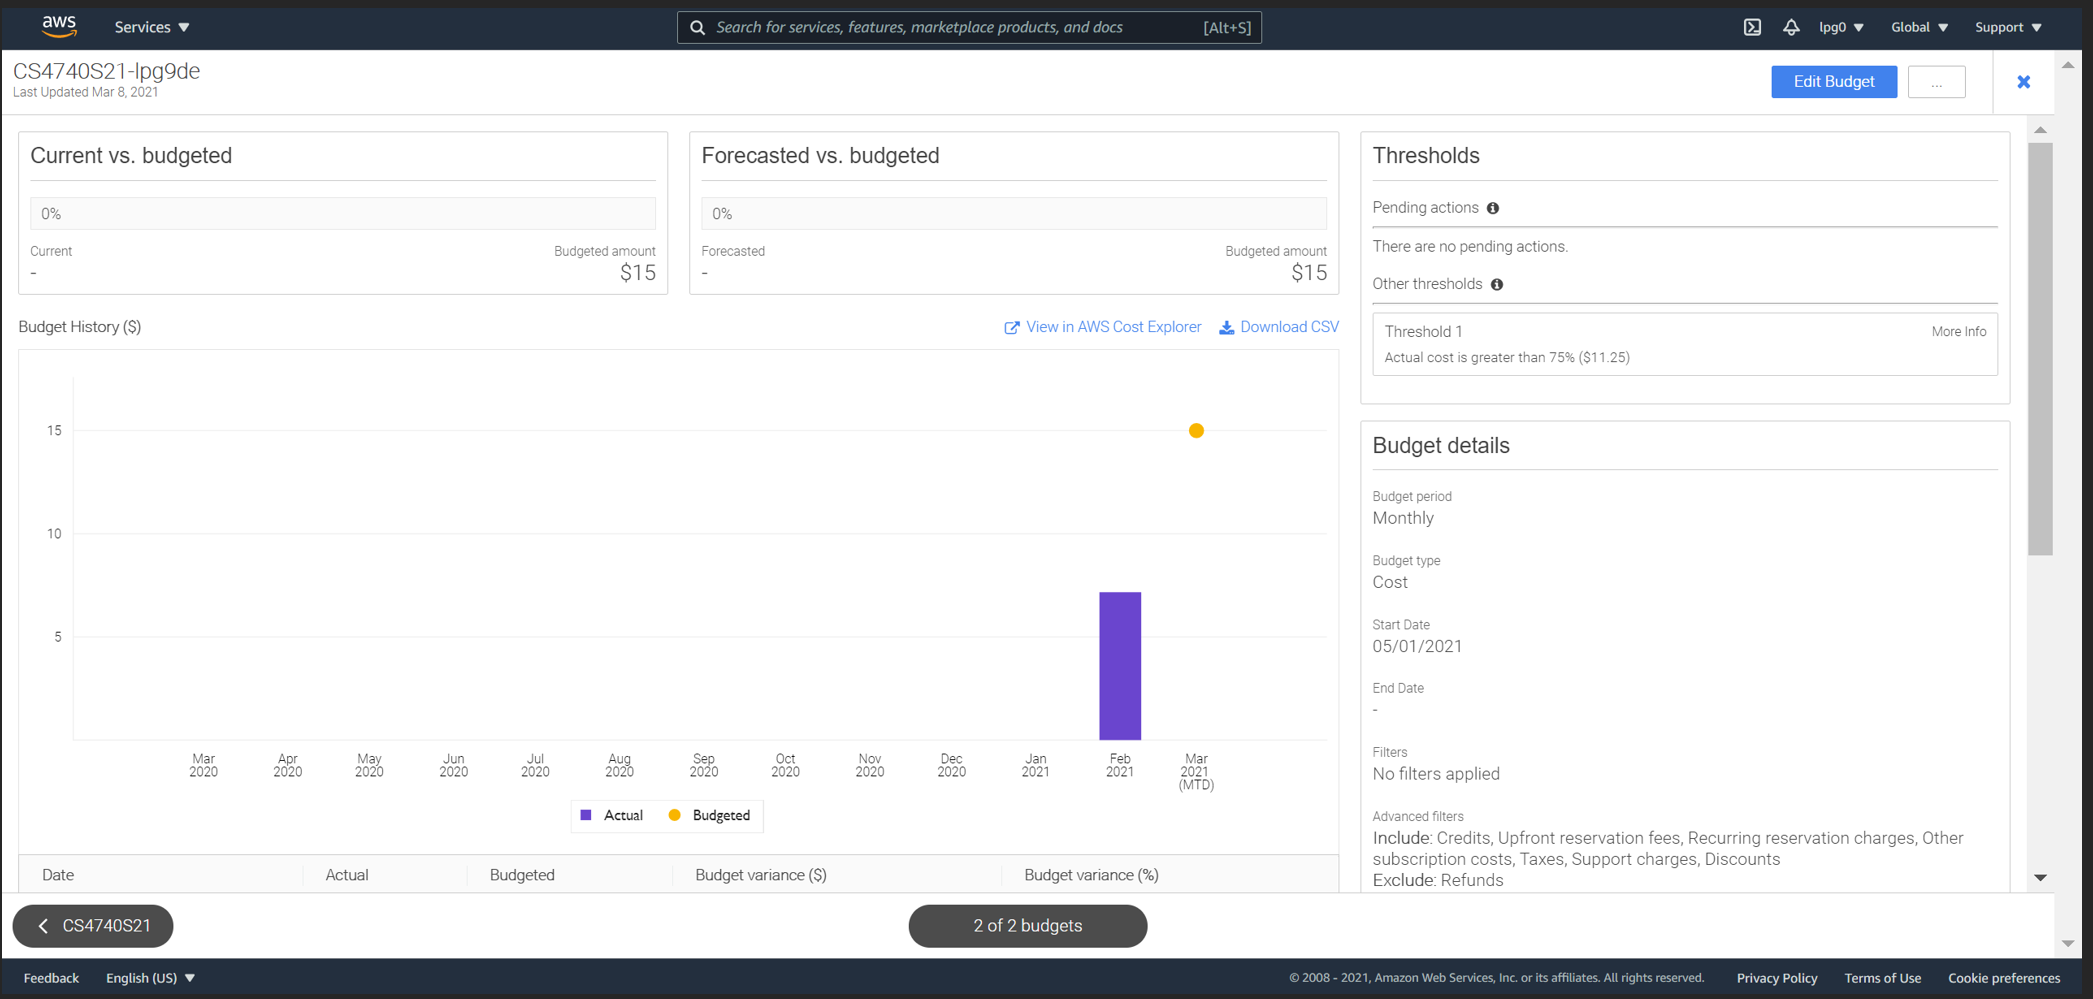 aws
Services
Search for services, features, marketplace products, and docs [Alt+S]
lpg0
Global
Support
CS4740S21-lpg9de
Last Updated Mar 8, 2021
Edit Budget
...
Current vs. budgeted
0%
Current Budgeted amount
- $15
Forecasted vs. budgeted
0%
Forecasted Budgeted amount
- $15
Budget History ($)
View in AWS Cost Explorer
Download CSV
15
10
5
Mar 2020
Apr 2020
May 2020
Jun 2020
Jul 2020
Aug 2020
Sep 2020
Oct 2020
Nov 2020
Dec 2020
Jan 2021
Feb 2021
Mar 2021 (MTD)
Actual Budgeted
Date Actual Budgeted Budget variance ($) Budget variance (%)
Thresholds
Pending actions
There are no pending actions.
Other thresholds
Threshold 1 More Info
Actual cost is greater than 75% ($11.25)
Budget details
Budget period
Monthly
Budget type
Cost
Start Date
05/01/2021
End Date
-
Filters
No filters applied
Advanced filters
Include: Credits, Upfront reservation fees, Recurring reservation charges, Other
subscription costs, Taxes, Support charges, Discounts
Exclude: Refunds
CS4740S21
2 of 2 budgets
Feedback
English (US)
© 2008 - 2021, Amazon Web Services, Inc. or its affiliates. All rights reserved.
Privacy Policy
Terms of Use
Cookie preferences